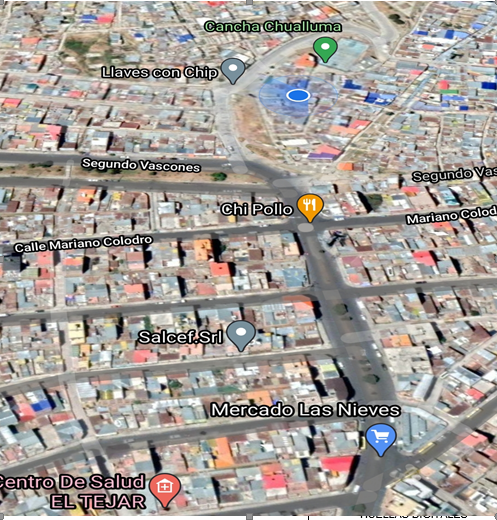 Cancha Chualluma
Llaves con Chip
Segundo Vascones
Segundo Vas
Chi Pollo
Mariano Colod
Calle Mariano Colodro
Salcef.Srl
Mercado Las Nieves
Centro De Salud
EL TEJAR